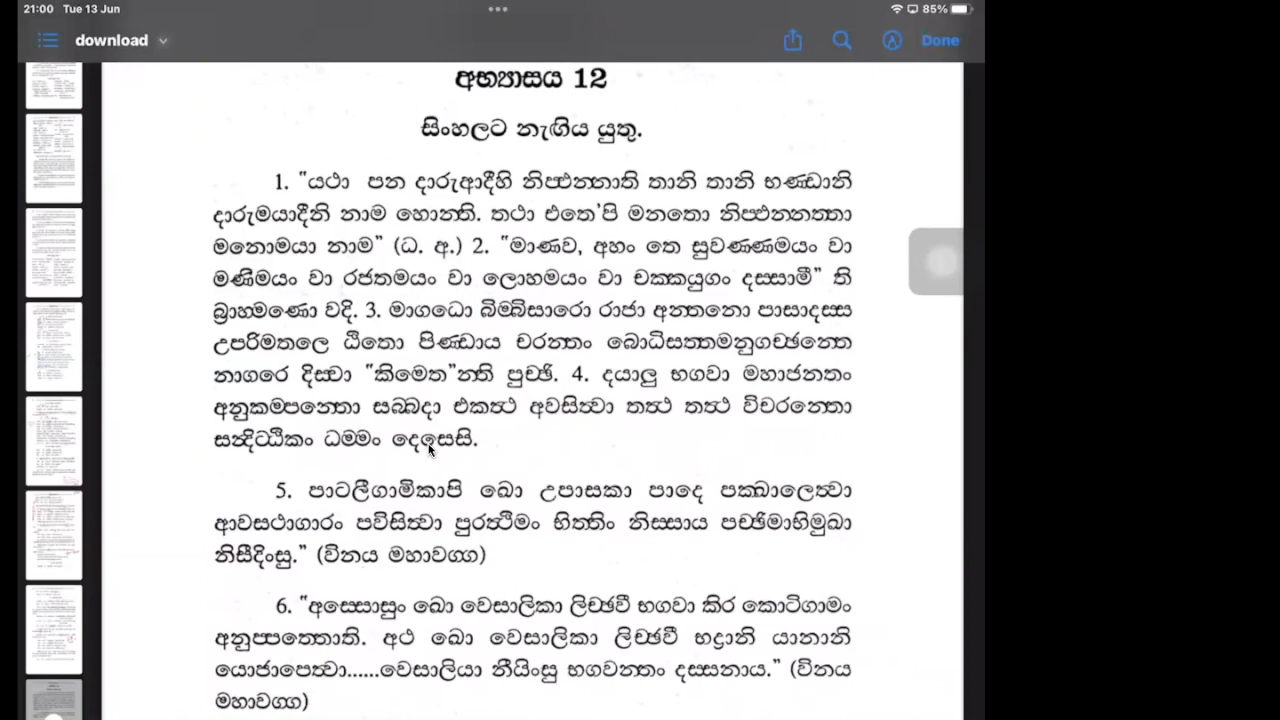 21:00 Tue 13 Jun
85%
download
Done
අභ්‍යාසය 12
සිංහලට නැඟිය යුතු.
1. “යථා පන දාරුආදීහි නිප්ඵන්නානි තානි තානි භණ්ඩානි
දාරුමයාදීනි නාම හොන්ති තථා එතෙ’පි මනතො නිප්ඵන්නත්තා
මනොමයා නාම” (ධ. අ.) 2. “මාණව, අහං තෙ සුවණ්ණමයං වා
මණිමයං වා රජතමයං වා ලොහමයං වා චක්කයුගං දස්සාමී” ති
බ්‍රාහ්මණො වදි. 3. මාගධො බිම්බිසාරො රාජා අත්තනො පාසාදස්ස
උපරිමතලෙ ඨිතො පිණ්ඩාය චරන්තං බොධිසත්තමනුගච්ඡන්තෙ
නාගරෙ දිස්වා “කිමෙත”න්ති පුච්ඡි. 4. දයාලු භගවා මහාජනං
අනුකම්පන්තො සබ්බදා එකත්‍ර අවසිත්වා තත්‍ථ තත්‍ථ විචරන්තො
සන්දිට්ඨිකං ධම්මං දෙසෙසි.
5. පාටලීගාමිකාපි ඛො උපාසකා පාදෙ පක්ඛාලෙත්වා
ආවසථාගාරං පවිසිත්වා පුරත්ථිමං භිත්තිං නිස්සාය පච්ඡිමාභිමුඛා
නිසීදිංසු.” විනය මහාවග්ග
6. “අස්සොසුං ඛො වෙසාලිකා ලිච්ඡවී භගවා කිර කොටිගාමං
අනුප්පත්තොති. අථ ඛො වෙසාලිකා ලිච්ඡවී භද්‍රානි යානානි
යොජාපෙත්වා......වෙසාලියා නියිංසු භගවන්තං දස්සනාය.” (විනය
මහාවග්ග)